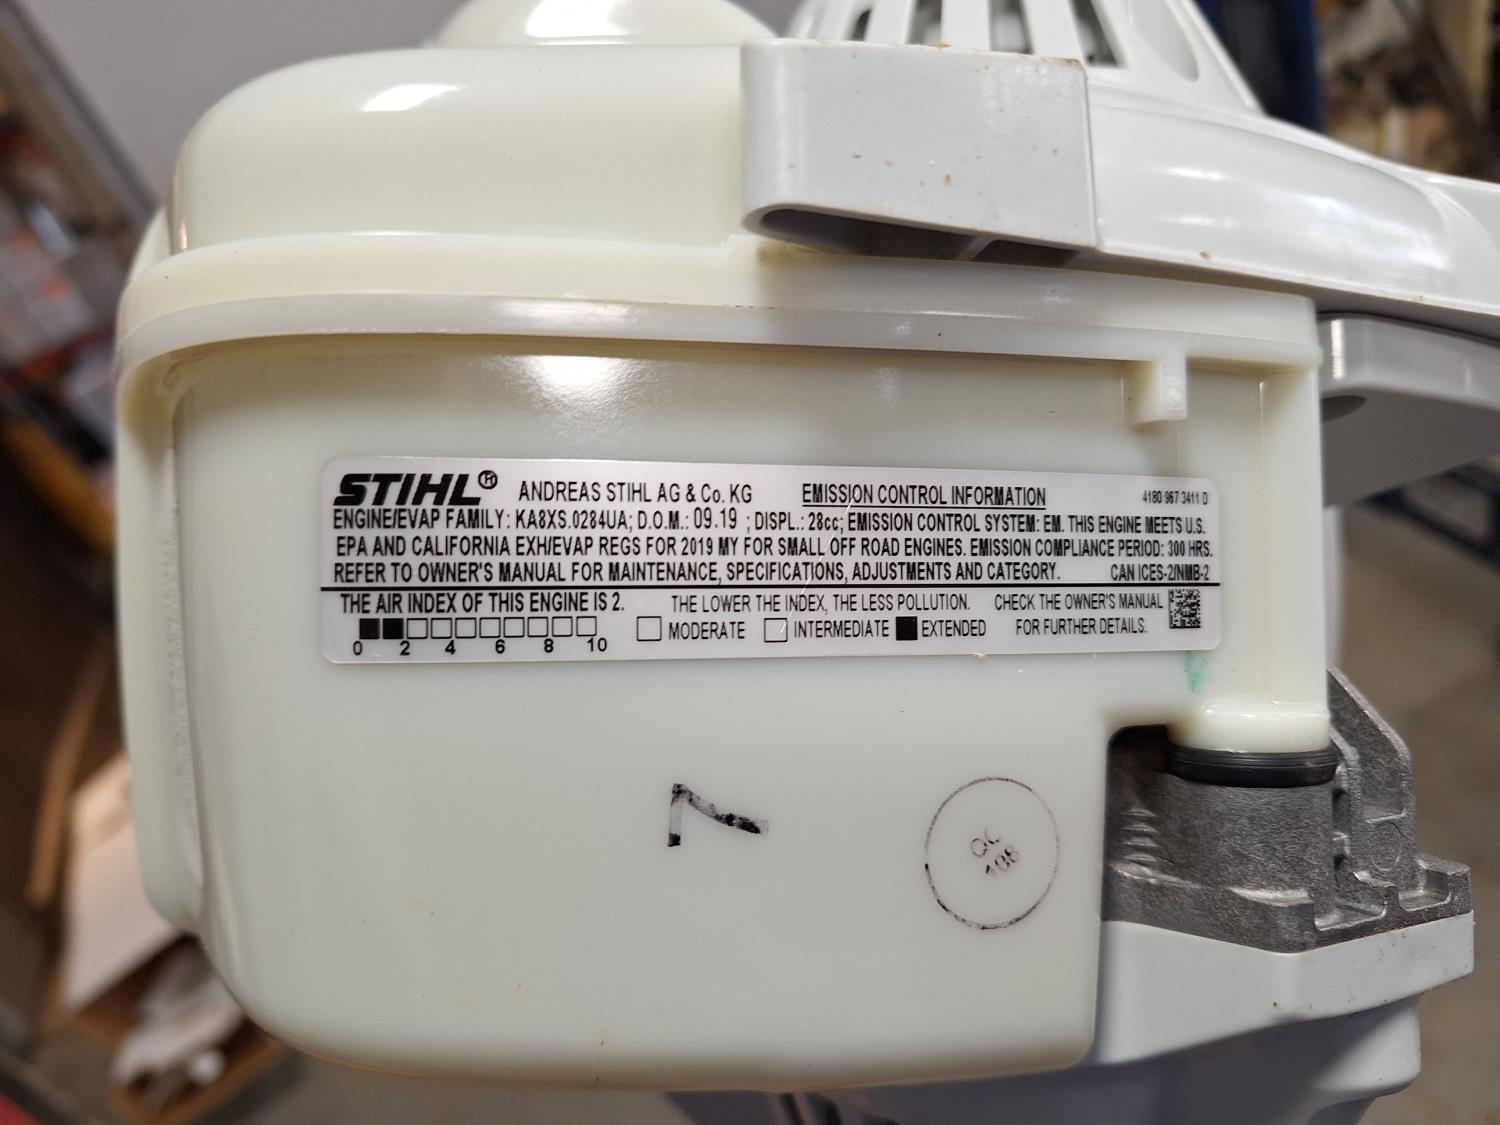 STIHL® ANDREAS STIHL AG & Co. KG EMISSION CONTROL INFORMATION 4180 967 3411 D
ENGINE/EVAP FAMILY: KA8XS.0284UA; D.O.M.: 09.19 ; DISPL.: 28cc; EMISSION CONTROL SYSTEM: EM. THIS ENGINE MEETS U.S.
EPA AND CALIFORNIA EXH/EVAP REGS FOR 2019 MY FOR SMALL OFF ROAD ENGINES. EMISSION COMPLIANCE PERIOD: 300 HRS.
REFER TO OWNER'S MANUAL FOR MAINTENANCE, SPECIFICATIONS, ADJUSTMENTS AND CATEGORY. CAN ICES-2/NMB-2
THE AIR INDEX OF THIS ENGINE IS 2. THE LOWER THE INDEX, THE LESS POLLUTION. CHECK THE OWNER'S MANUAL
MODERATE INTERMEDIATE EXTENDED FOR FURTHER DETAILS.
0 2 4 6 8 10
7
QC
108